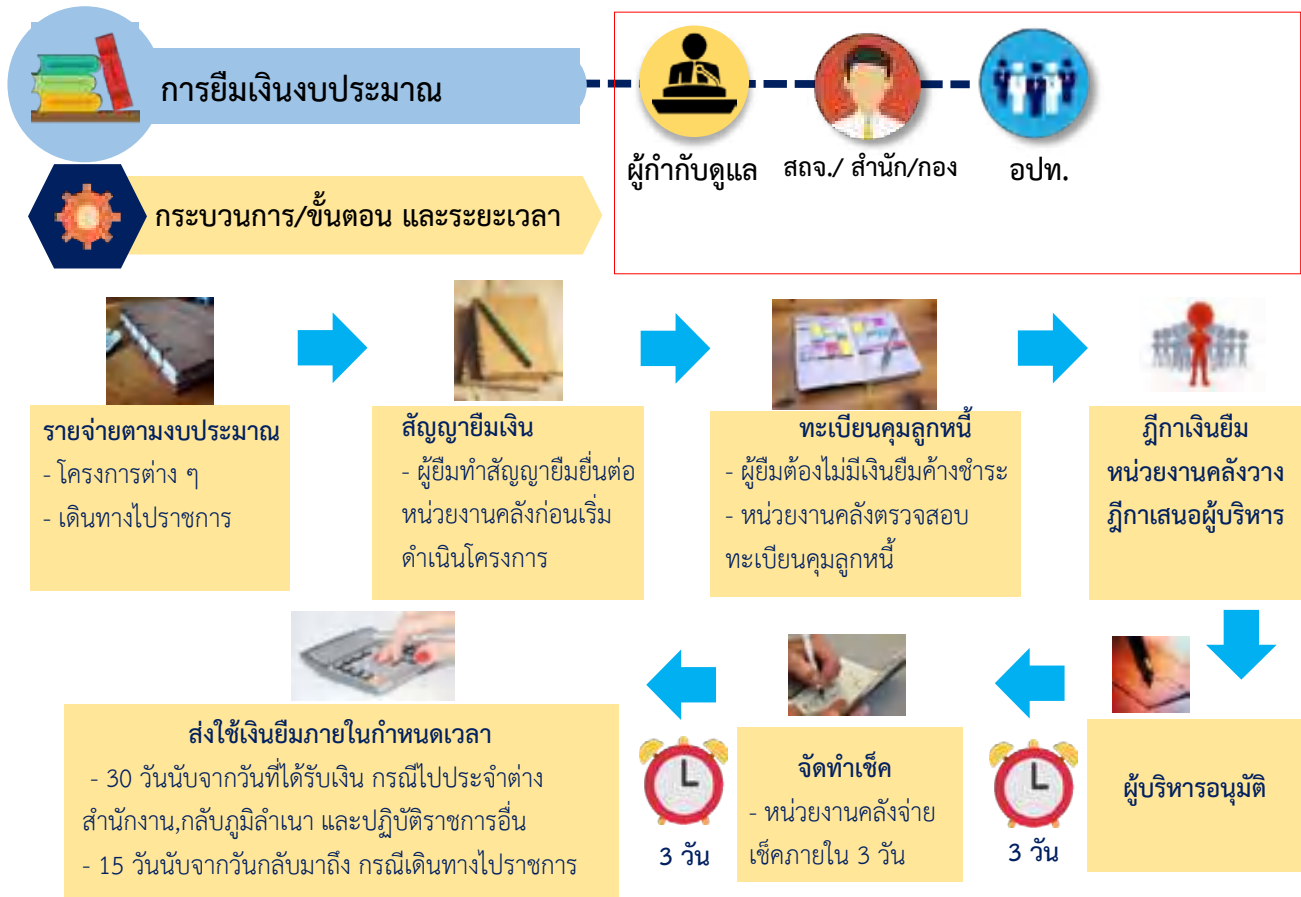 การยืมเงินงบประมาณ
ผู้กำกับดูแล
สถจ./ สำนัก/กอง
อปท.
กระบวนการ/ขั้นตอน และระยะเวลา
รายจ่ายตามงบประมาณ
- โครงการต่าง ๆ
- เดินทางไปราชการ
สัญญายืมเงิน
- ผู้ยืมทำสัญญายืมยื่นต่อ
หน่วยงานคลังก่อนเริ่ม
ดำเนินโครงการ
ทะเบียนคุมลูกหนี้
- ผู้ยืมต้องไม่มีเงินยืมค้างชำระ
- หน่วยงานคลังตรวจสอบ
ทะเบียนคุมลูกหนี้
ฎีกาเงินยืม
หน่วยงานคลังวาง
ฎีกาเสนอผู้บริหาร
ผู้บริหารอนุมัติ
3 วัน
จัดทำเช็ค
- หน่วยงานคลังจ่าย
เช็คภายใน 3 วัน
3 วัน
ส่งใช้เงินยืมภายในกำหนดเวลา
- 30 วันนับจากวันที่ได้รับเงิน กรณีไปประจำต่าง
สำนักงาน,กลับภูมิลำเนา และปฏิบัติราชการอื่น
- 15 วันนับจากวันกลับมาถึง กรณีเดินทางไปราชการ